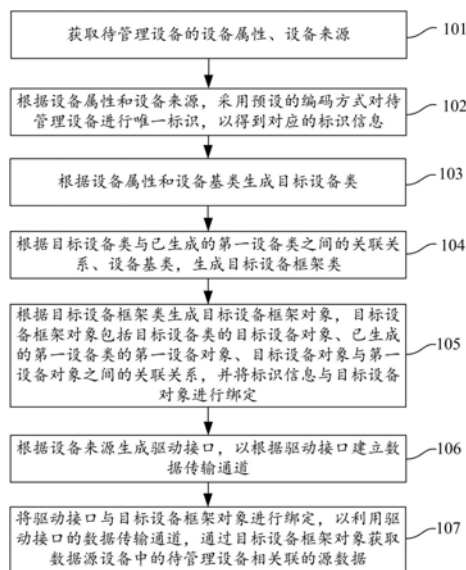 获取待管理设备的设备属性、设备来源
101
根据设备属性和设备来源,采用预设的编码方式对待
管理设备进行唯一标识,以得到对应的标识信息
102
根据设备属性和设备基类生成目标设备类
103
根据目标设备类与已生成的第一设备类之间的关联关
系、设备基类,生成目标设备框架类
104
根据目标设备框架类生成目标设备框架对象,目标设
备框架对象包括目标设备类的目标设备对象、已生成
的第一设备类的第一设备对象、目标设备对象与第一
设备对象之间的关联关系,并将标识信息与目标设备
对象进行绑定
105
根据设备来源生成驱动接口,以根据驱动接口建立数
据传输通道
106
将驱动接口与目标设备框架对象进行绑定,以利用驱
动接口的数据传输通道,通过目标设备框架对象获取
数据源设备中的待管理设备相关联的源数据
107